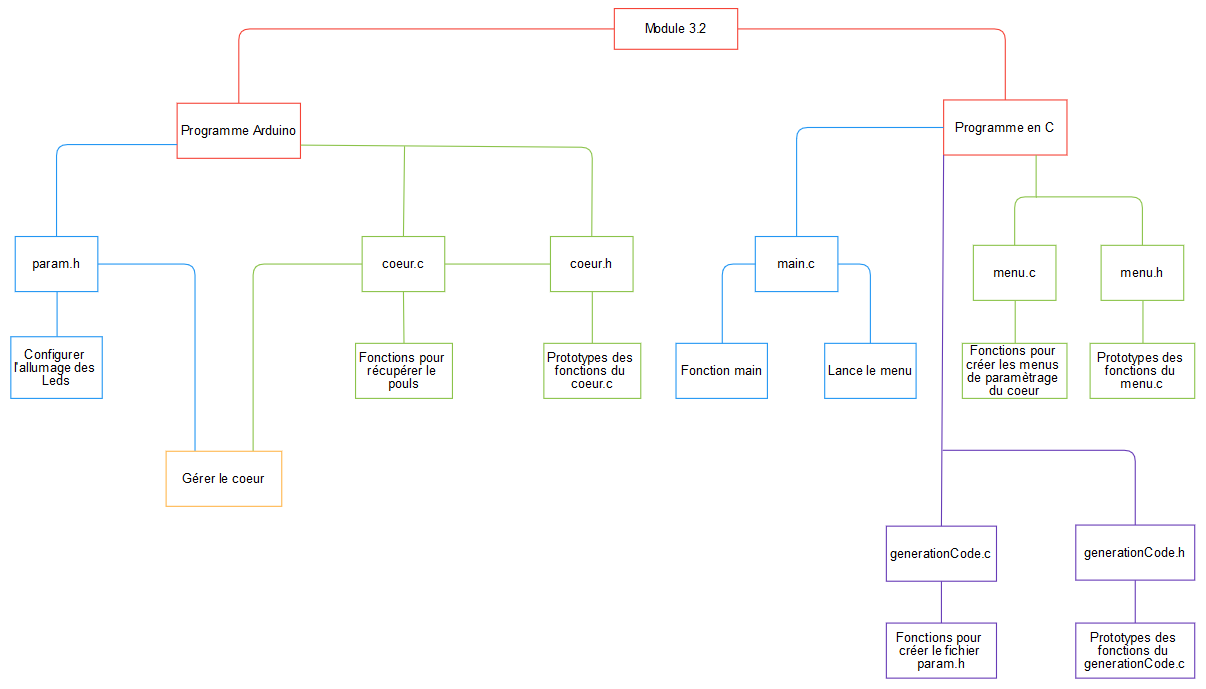 Module 3.2
Programme Arduino
Programme en C
param.h
coeur.c
coeur.h
main.c
menu.c
menu.h
Configurer
l'allumage des
Leds
Fonctions pour
récupérer le
pouls
Prototypes des
fonctions du
coeur.c
Fonction main
Lance le menu
Fonctions pour
créer les menus
de paramètrage
du coeur
Prototypes des
fonctions du
menu.c
Gérer le coeur
generationCode.c
generationCode.h
Fonctions pour
créer le fichier
param.h
Prototypes des
fonctions du
generationCode.c